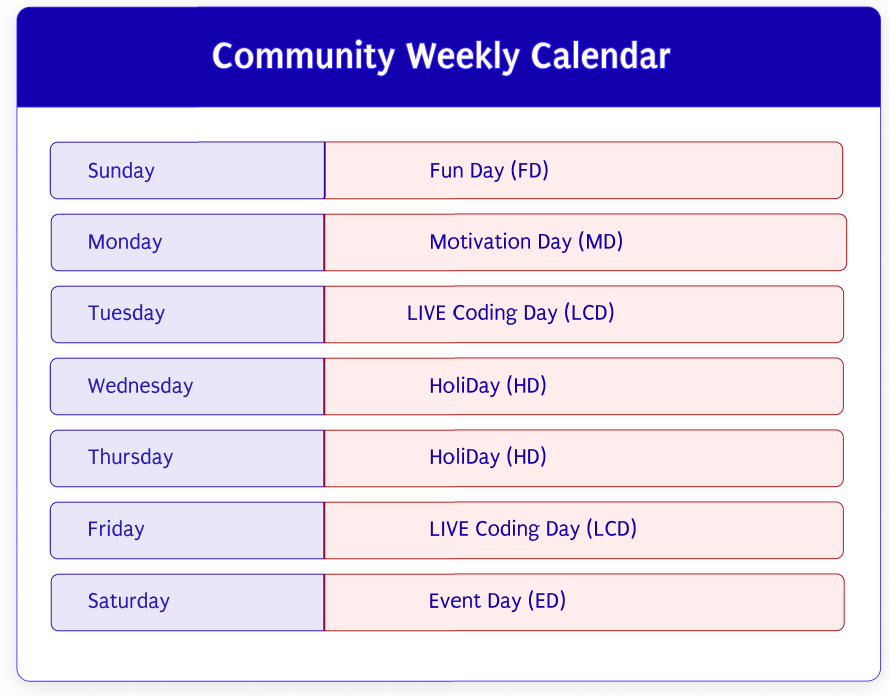 Community Weekly Calendar
Sunday Fun Day (FD)
Monday Motivation Day (MD)
Tuesday LIVE Coding Day (LCD)
Wednesday HoliDay (HD)
Thursday HoliDay (HD)
Friday LIVE Coding Day (LCD)
Saturday Event Day (ED)